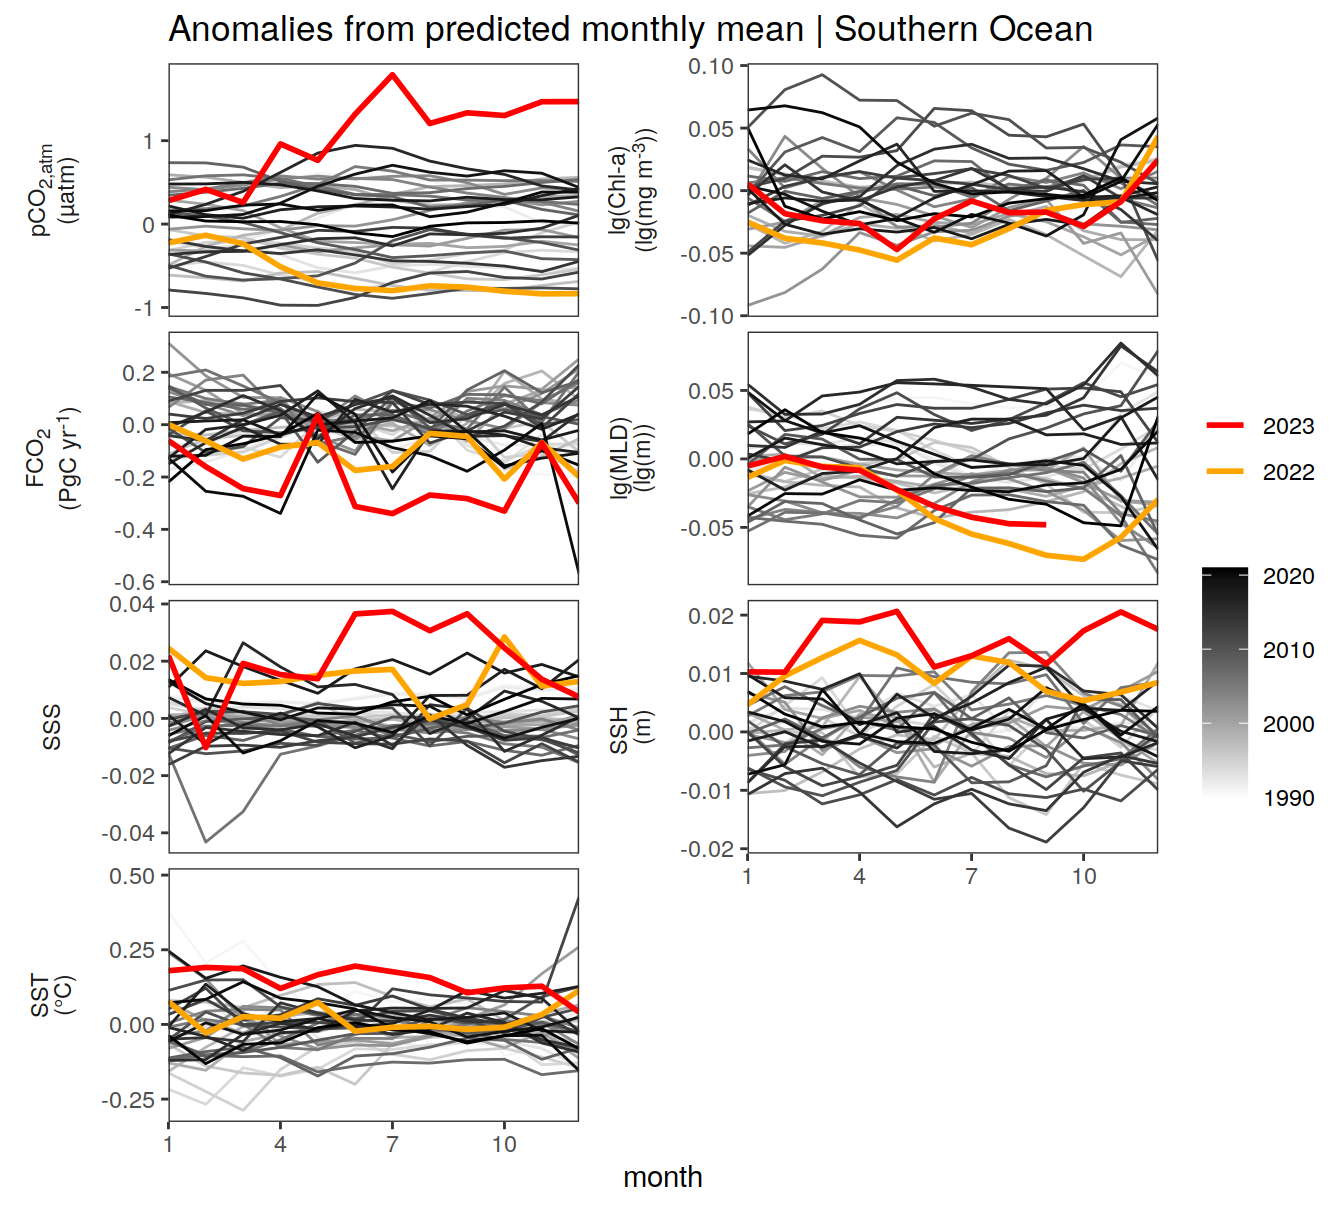 Anomalies from predicted monthly mean | Southern Ocean
pCO2,atm
(µatm)
1
0
-1
lg(Chl-a)
(lg(mg m-3))
0.10
0.05
0.00
-0.05
-0.10
FCO2
(PgC yr-1)
0.2
0.0
-0.2
-0.4
-0.6
lg(MLD)
(lg(m))
0.05
0.00
-0.05
SSS
0.04
0.02
0.00
-0.02
-0.04
SSH
(m)
0.02
0.01
0.00
-0.01
-0.02
1 4 7 10
SST
(°C)
0.50
0.25
0.00
-0.25
1 4 7 10
month
2023
2022
2020
2010
2000
1990